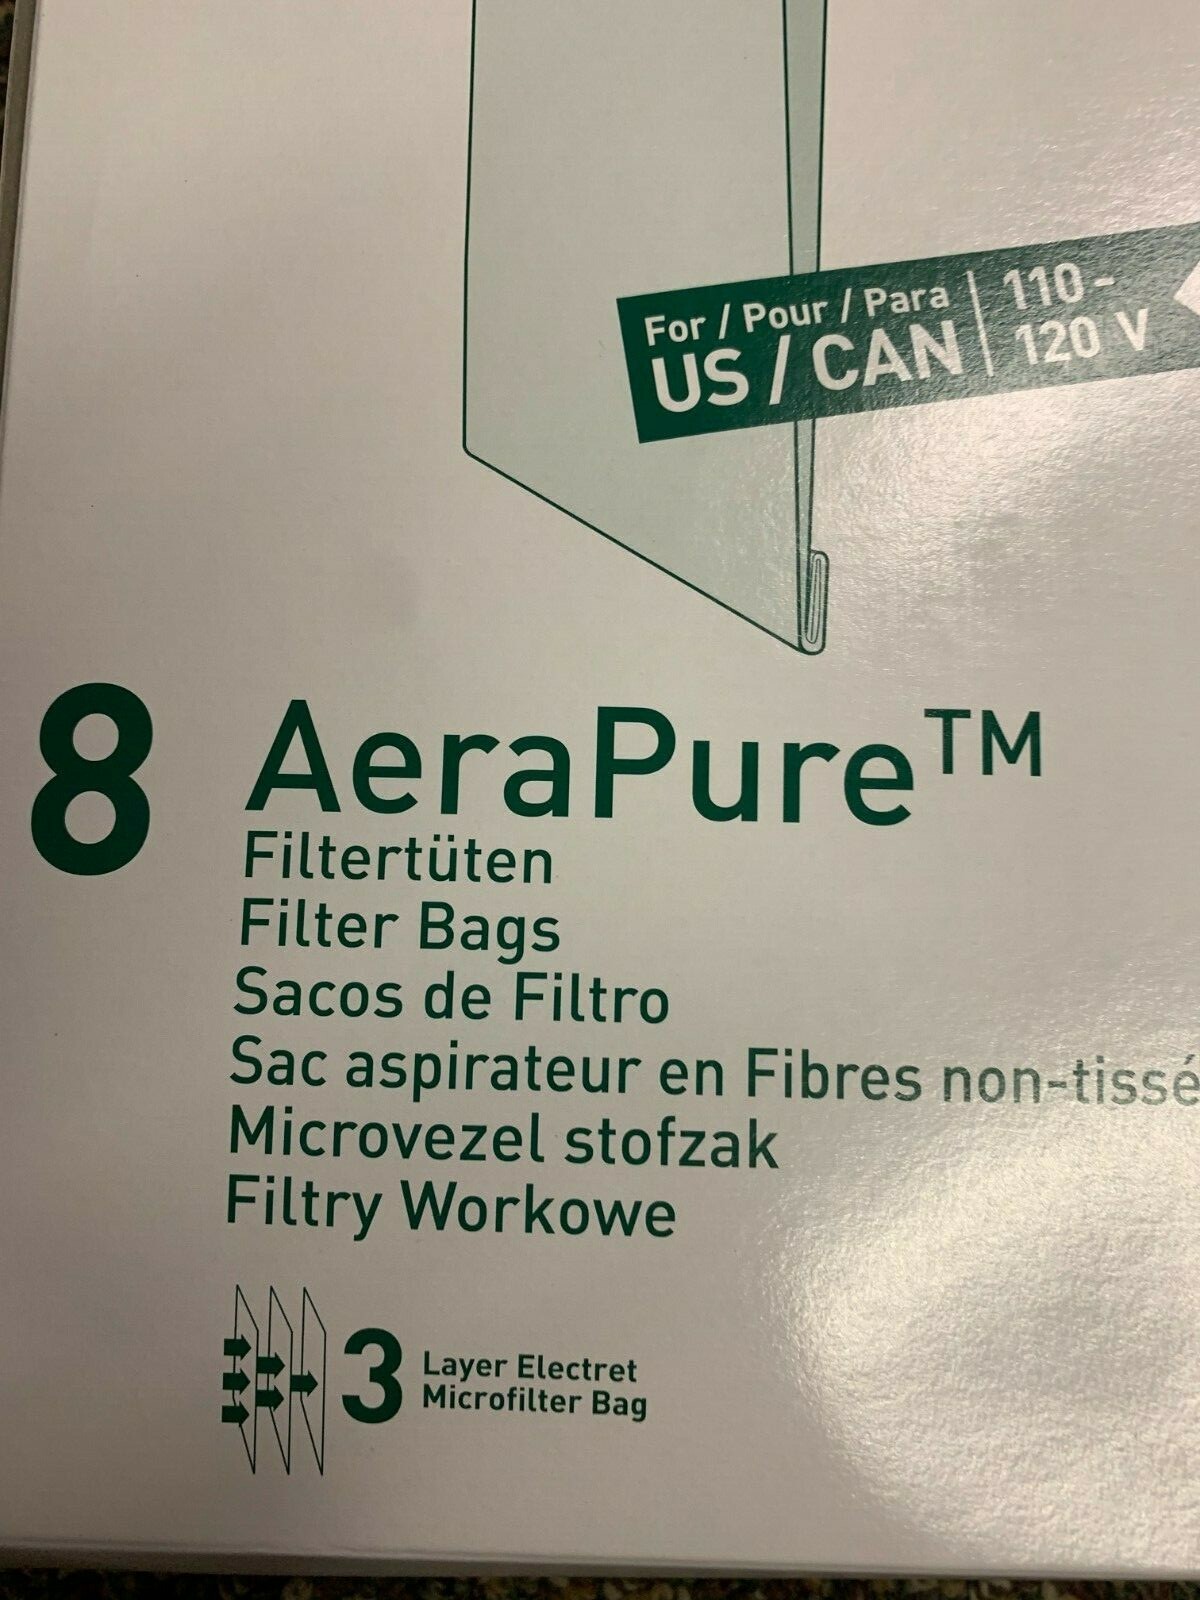 For / Pour / Para
US / CAN
110 -
120 V
8 AeraPure™
Filtertüten
Filter Bags
Sacos de Filtro
Sac aspirateur en Fibres non-tissé
Microvezel stofzak
Filtry Workowe
3 Layer Electret
Microfilter Bag